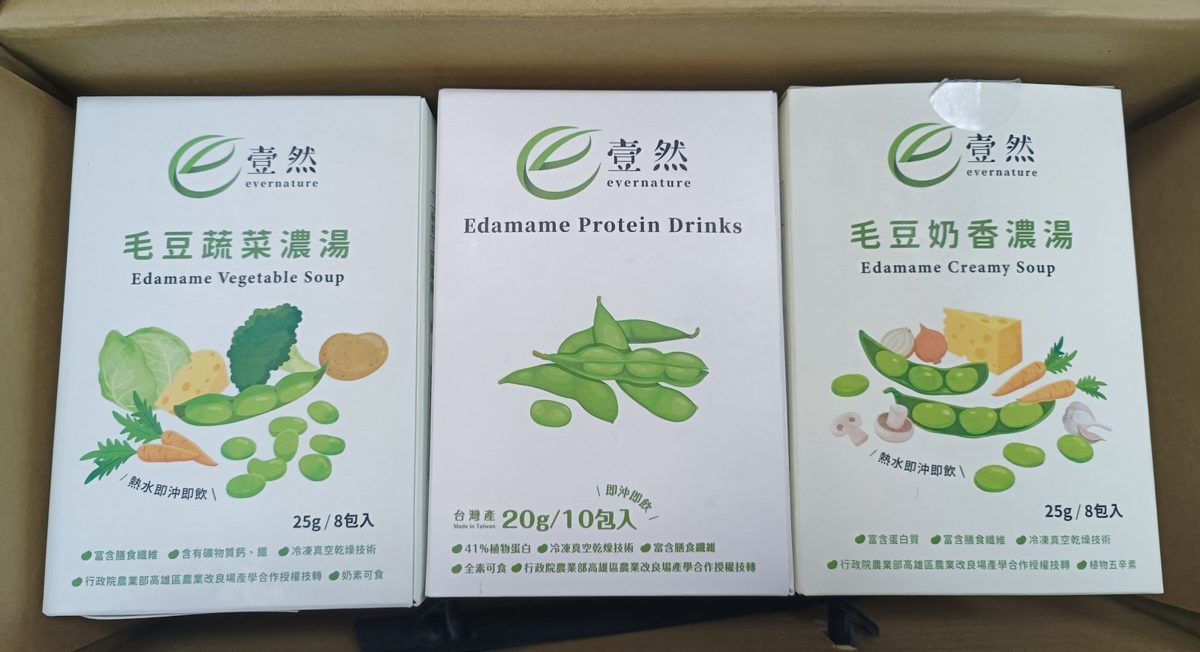 壹然
evernature
毛豆蔬菜濃湯
Edamame Vegetable Soup
\ 熱水即沖即飲 \
25g / 8包入
富含膳食纖維 含有礦物質鈣、鐵 冷凍真空乾燥技術
行政院農業部高雄區農業改良場產學合作授權技轉 奶素可食
壹然
evernature
Edamame Protein Drinks
\ 即沖即飲 \
台灣產
Made in Taiwan
20g/10包入
41%植物蛋白 冷凍真空乾燥技術 富含膳食纖維
全素可食 行政院農業部高雄區農業改良場產學合作授權技轉
壹然
evernature
毛豆奶香濃湯
Edamame Creamy Soup
/ 熱水即沖即飲 \
25g / 8包入
富含蛋白質 富含膳食纖維 冷凍真空乾燥技術
行政院農業部高雄區農業改良場產學合作授權技轉 植物五辛素